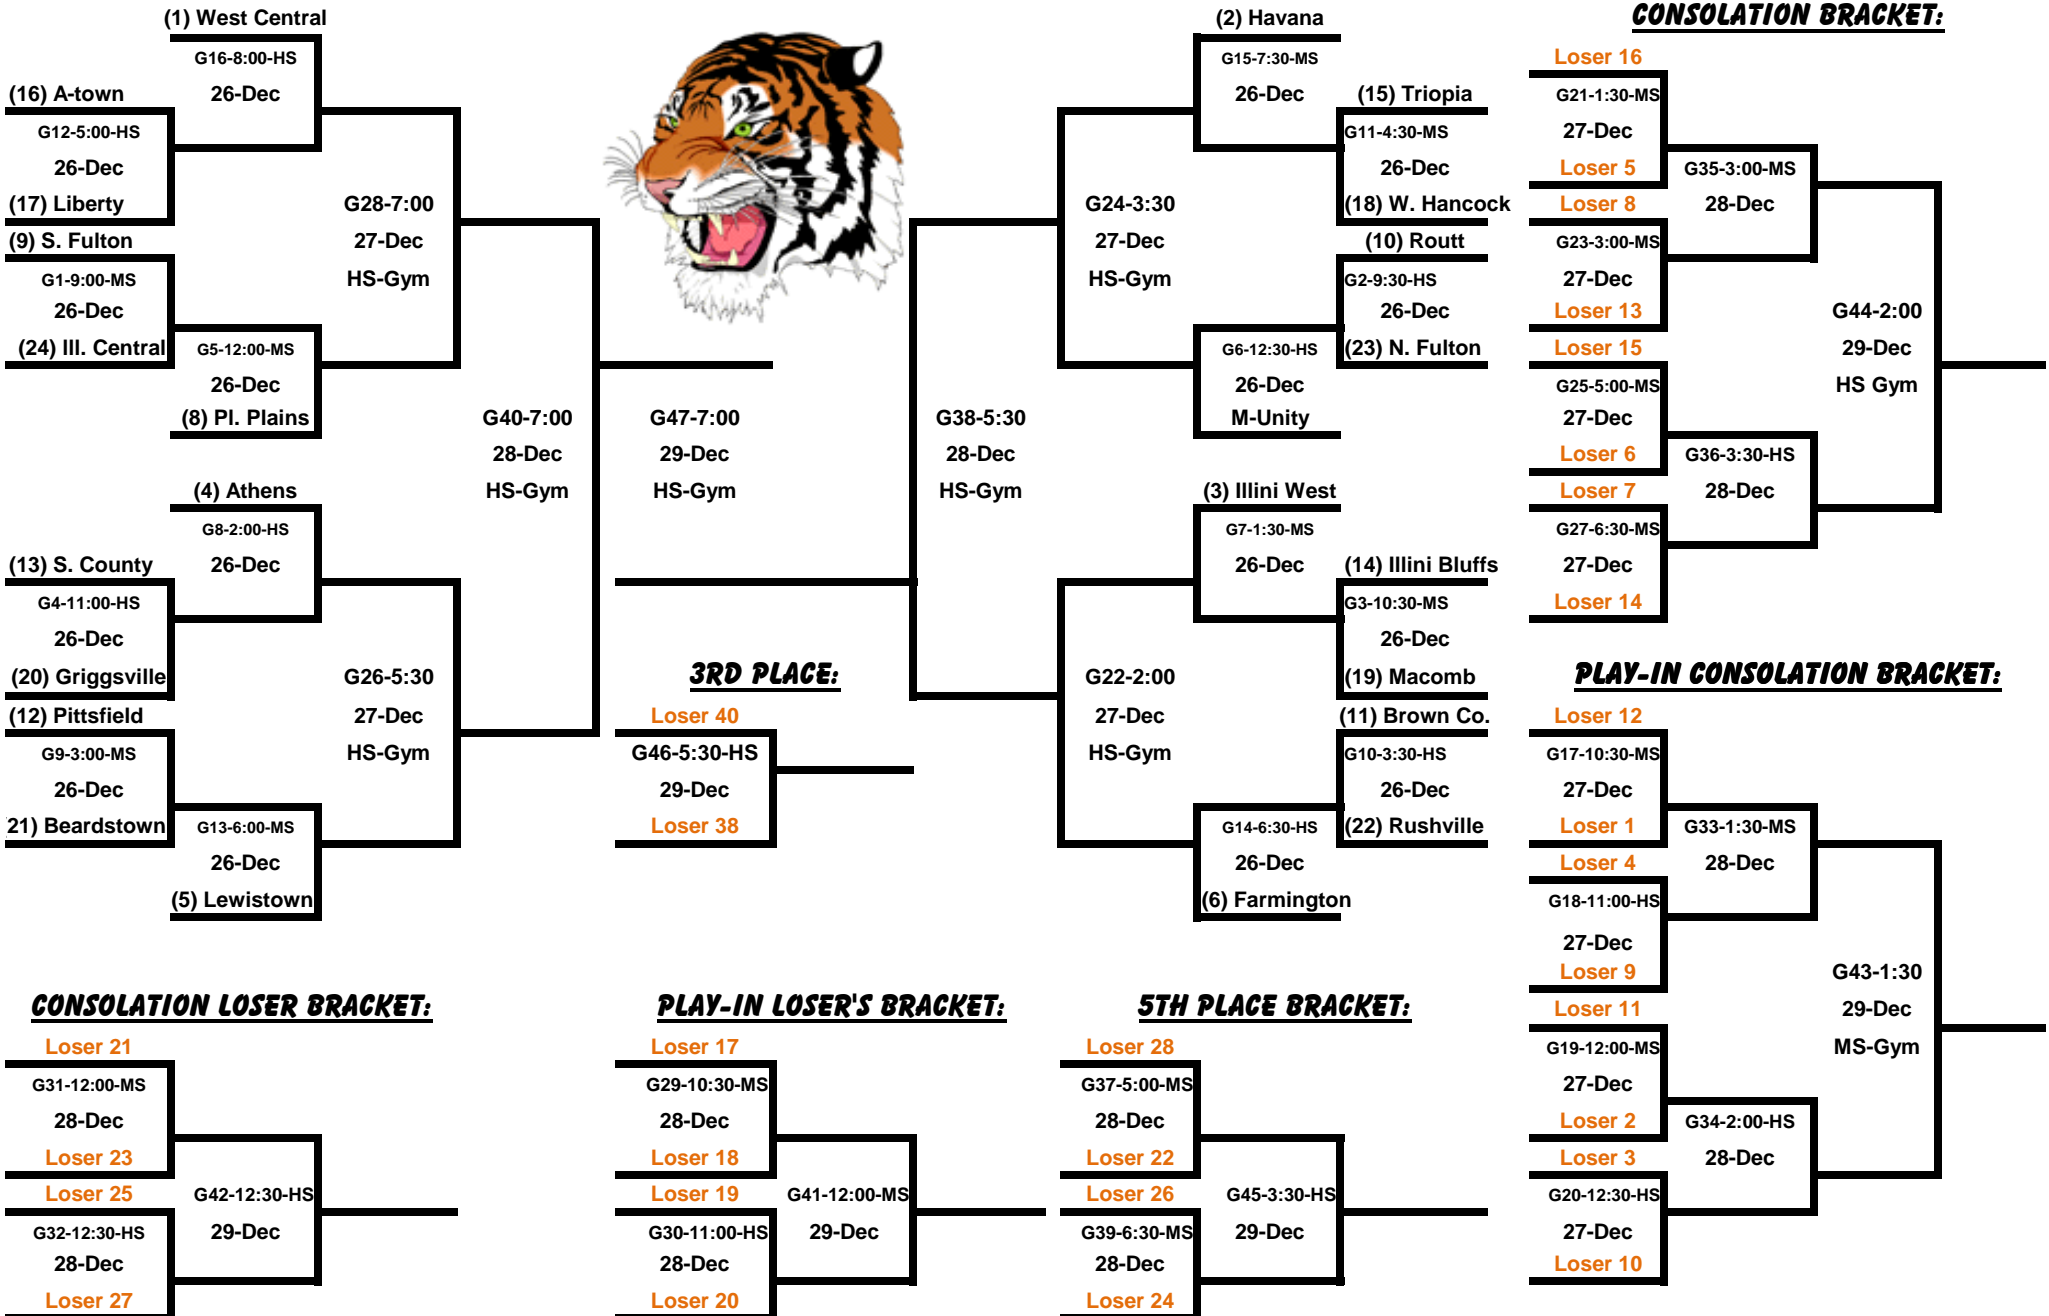 (1) West Central
G16-8:00-HS
26-Dec
(16) A-town
G12-5:00-HS
26-Dec
(17) Liberty
(9) S. Fulton
G1-9:00-MS
26-Dec
(24) Ill. Central
G5-12:00-MS
26-Dec
(8) Pl. Plains
G28-7:00
27-Dec
HS-Gym
(4) Athens
G8-2:00-HS
26-Dec
(13) S. County
G4-11:00-HS
26-Dec
(20) Griggsville
(12) Pittsfield
G9-3:00-MS
26-Dec
21) Beardstown
G13-6:00-MS
26-Dec
(5) Lewistown
G26-5:30
27-Dec
HS-Gym
G40-7:00
28-Dec
HS-Gym
G47-7:00
29-Dec
HS-Gym
G38-5:30
28-Dec
HS-Gym
3RD PLACE:
Loser 40
G46-5:30-HS
29-Dec
Loser 38
(2) Havana
G15-7:30-MS
26-Dec
(15) Triopia
G11-4:30-MS
26-Dec
(18) W. Hancock
G24-3:30
27-Dec
HS-Gym
(10) Routt
G2-9:30-HS
26-Dec
(23) N. Fulton
G6-12:30-HS
26-Dec
M-Unity
(3) Illini West
G7-1:30-MS
26-Dec
(14) Illini Bluffs
G3-10:30-MS
26-Dec
(19) Macomb
G22-2:00
27-Dec
HS-Gym
(11) Brown Co.
G10-3:30-HS
26-Dec
(22) Rushville
G14-6:30-HS
26-Dec
(6) Farmington
CONSOLATION BRACKET:
Loser 16
G21-1:30-MS
27-Dec
Loser 5
G35-3:00-MS
28-Dec
Loser 8
G23-3:00-MS
27-Dec
Loser 13
G44-2:00
29-Dec
HS Gym
Loser 15
G25-5:00-MS
27-Dec
Loser 6
G36-3:30-HS
28-Dec
Loser 7
G27-6:30-MS
27-Dec
Loser 14
PLAY-IN CONSOLATION BRACKET:
Loser 12
G17-10:30-MS
27-Dec
Loser 1
G33-1:30-MS
28-Dec
Loser 4
G18-11:00-HS
27-Dec
Loser 9
G43-1:30
29-Dec
MS-Gym
Loser 11
G19-12:00-MS
27-Dec
Loser 2
G34-2:00-HS
28-Dec
Loser 3
G20-12:30-HS
27-Dec
Loser 10
CONSOLATION LOSER BRACKET:
Loser 21
G31-12:00-MS
28-Dec
Loser 23
Loser 25
G42-12:30-HS
29-Dec
G32-12:30-HS
28-Dec
Loser 27
PLAY-IN LOSER'S BRACKET:
Loser 17
G29-10:30-MS
28-Dec
Loser 18
Loser 19
G41-12:00-MS
29-Dec
G30-11:00-HS
28-Dec
Loser 20
5TH PLACE BRACKET:
Loser 28
G37-5:00-MS
28-Dec
Loser 22
Loser 26
G45-3:30-HS
29-Dec
G39-6:30-MS
28-Dec
Loser 24